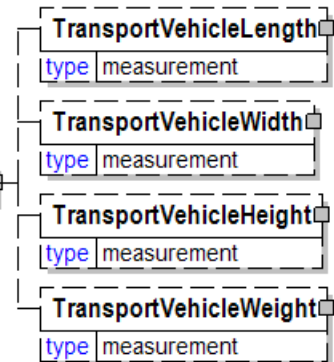 TransportVehicleLength
type measurement
TransportVehicleWidth
type measurement
TransportVehicleHeight
type measurement
TransportVehicleWeight
type measurement